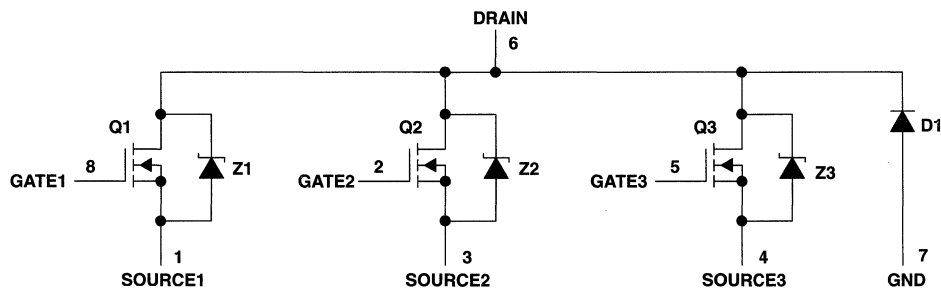 DRAIN
6
Q1
Q2
Q3
D1
Z1
Z2
Z3
GATE1 8
GATE2 2
GATE3 5
1
3
4
7
SOURCE1
SOURCE2
SOURCE3
GND